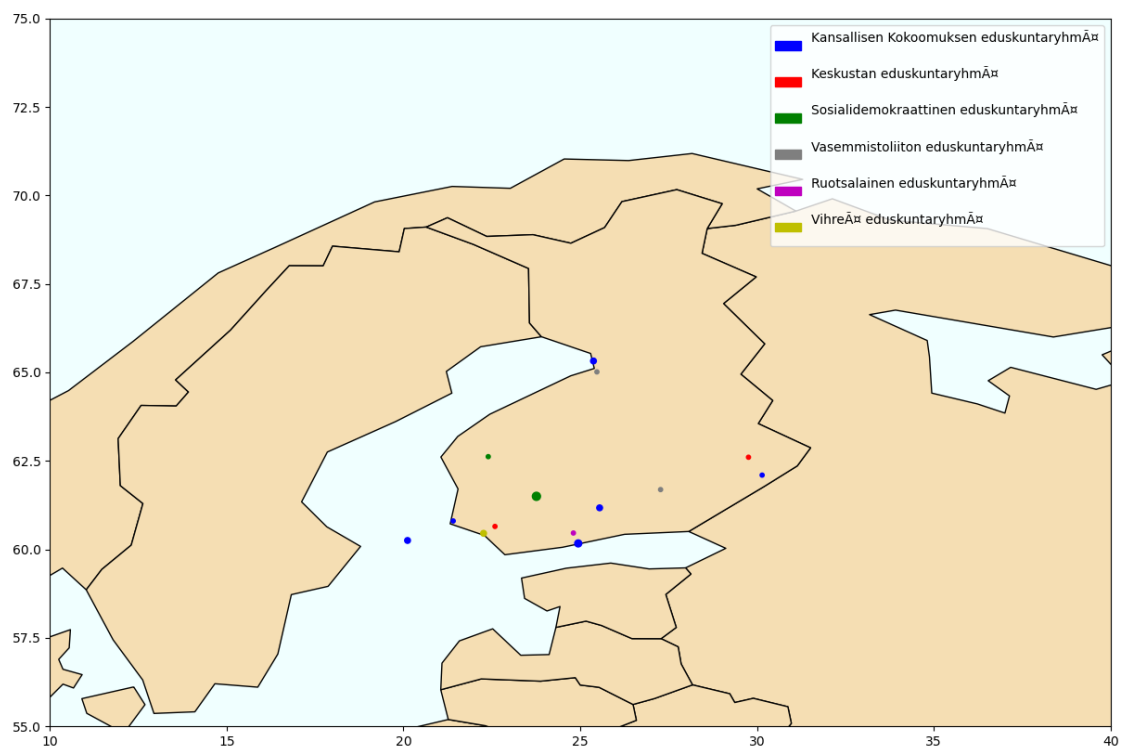 75.0
72.5
70.0
67.5
65.0
62.5
60.0
57.5
55.0
10
15
20
25
30
35
40
Kansallisen Kokoomuksen eduskuntaryhmÃ¤
Keskustan eduskuntaryhmÃ¤
Sosialidemokraattinen eduskuntaryhmÃ¤
Vasemmistoliiton eduskuntaryhmÃ¤
Ruotsalainen eduskuntaryhmÃ¤
VihreÃ¤ eduskuntaryhmÃ¤